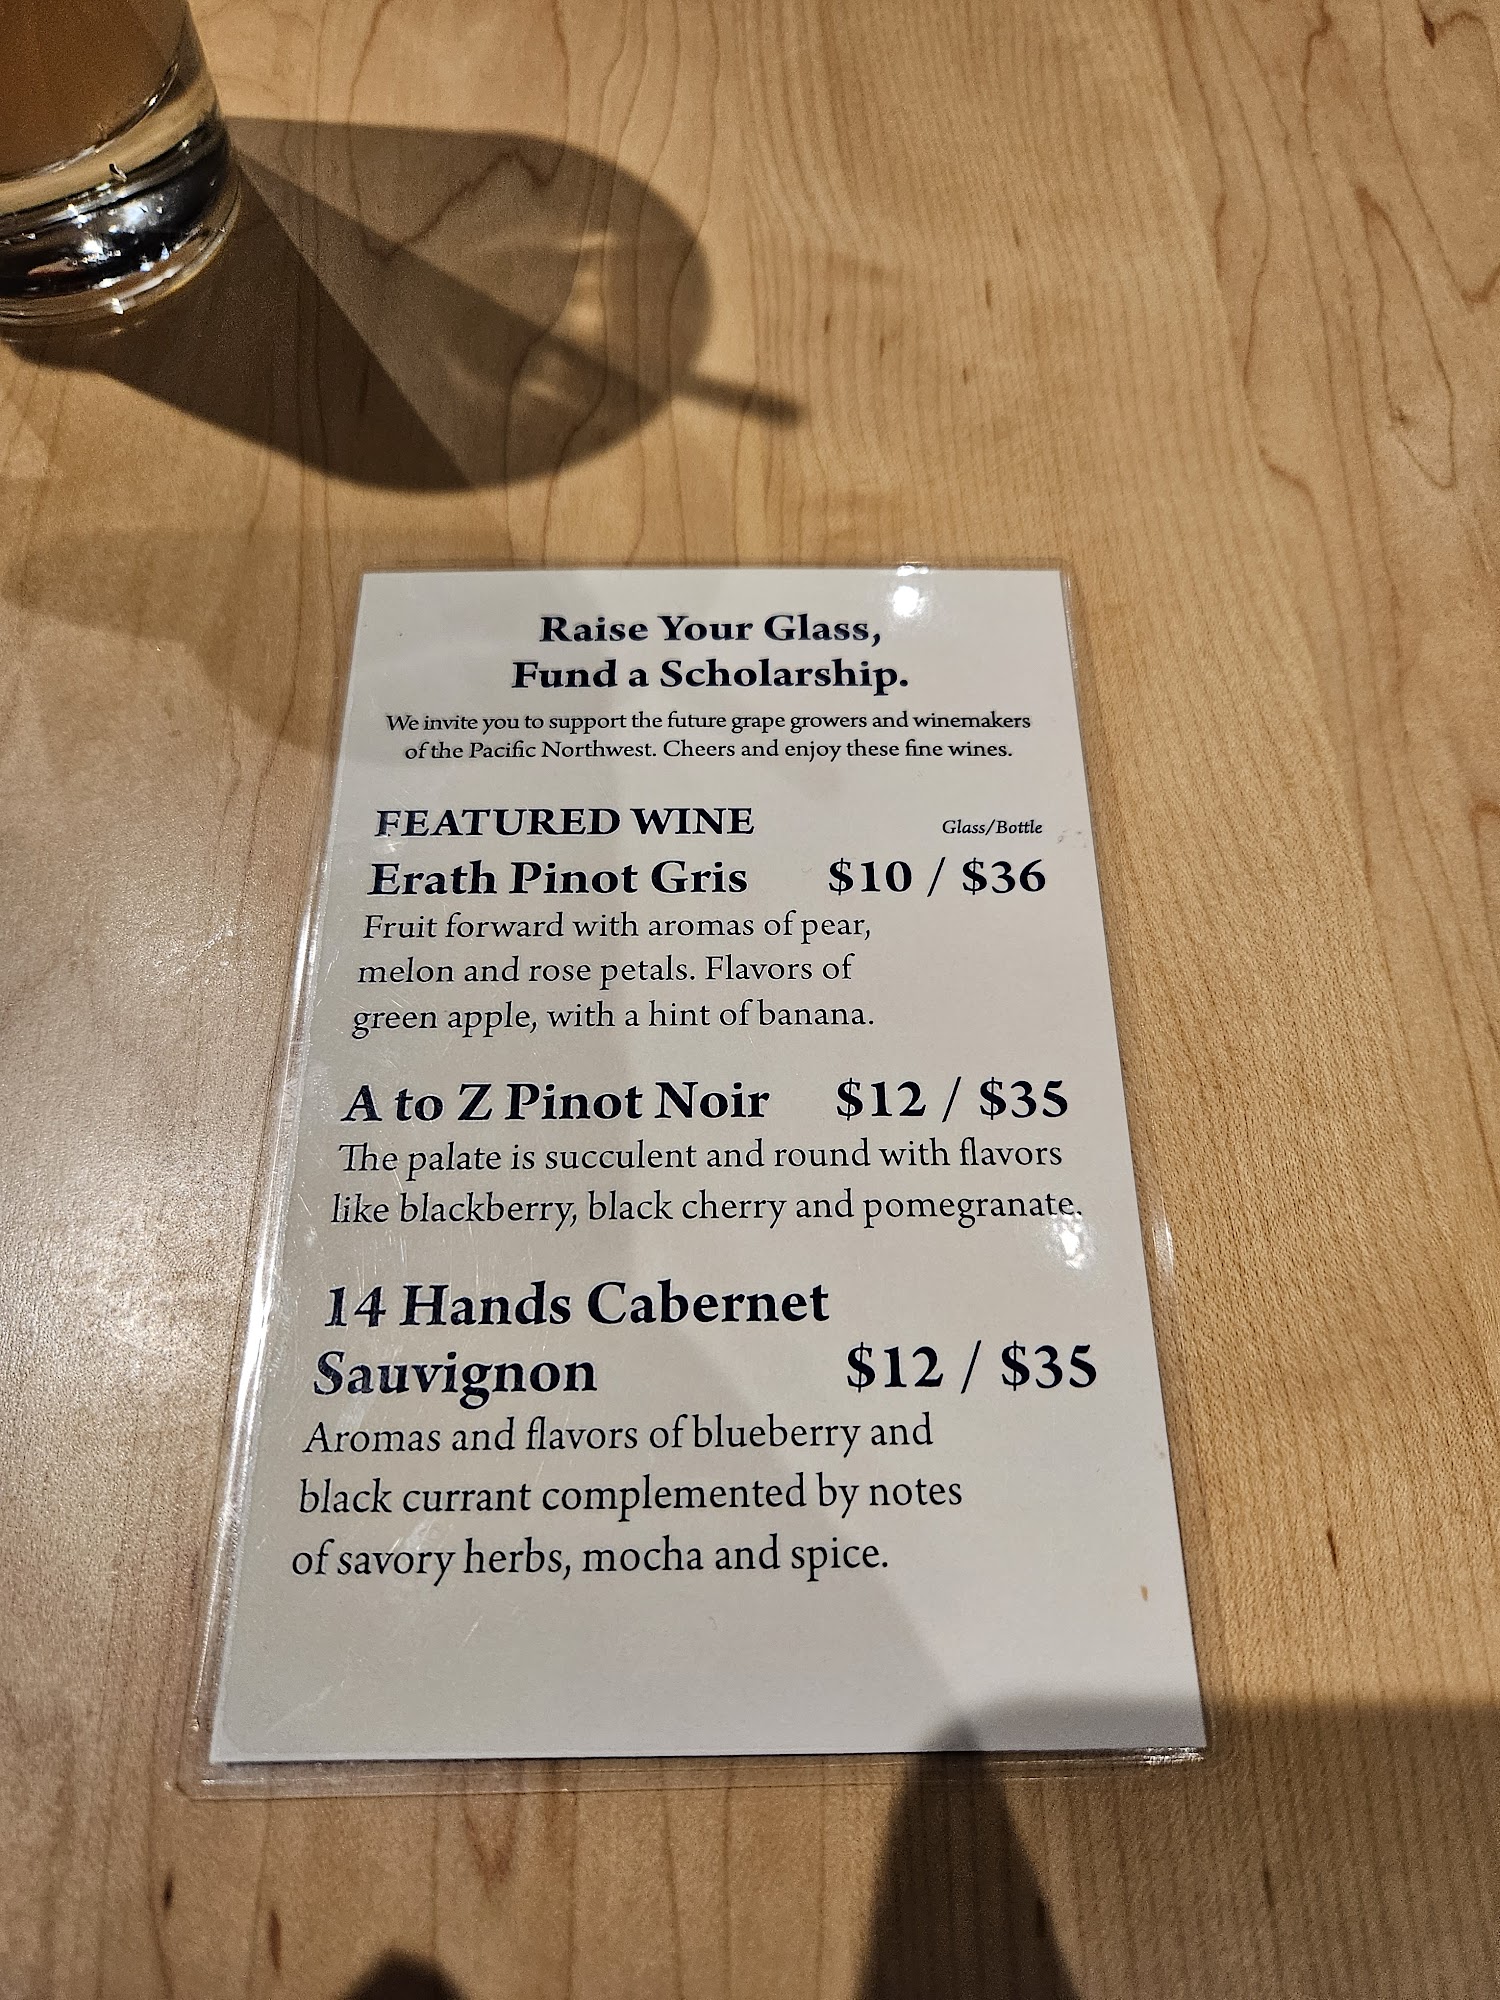 Raise Your Glass,
Fund a Scholarship.
We invite you to support the future grape growers and winemakers
of the Pacific Northwest. Cheers and enjoy these fine wines.
FEATURED WINE Glass/Bottle
Erath Pinot Gris $10 / $36
Fruit forward with aromas of pear,
melon and rose petals. Flavors of
green apple, with a hint of banana.
A to Z Pinot Noir $12 / $35
The palate is succulent and round with flavors
like blackberry, black cherry and pomegranate.
14 Hands Cabernet
Sauvignon $12 / $35
Aromas and flavors of blueberry and
black currant complemented by notes
of savory herbs, mocha and spice.